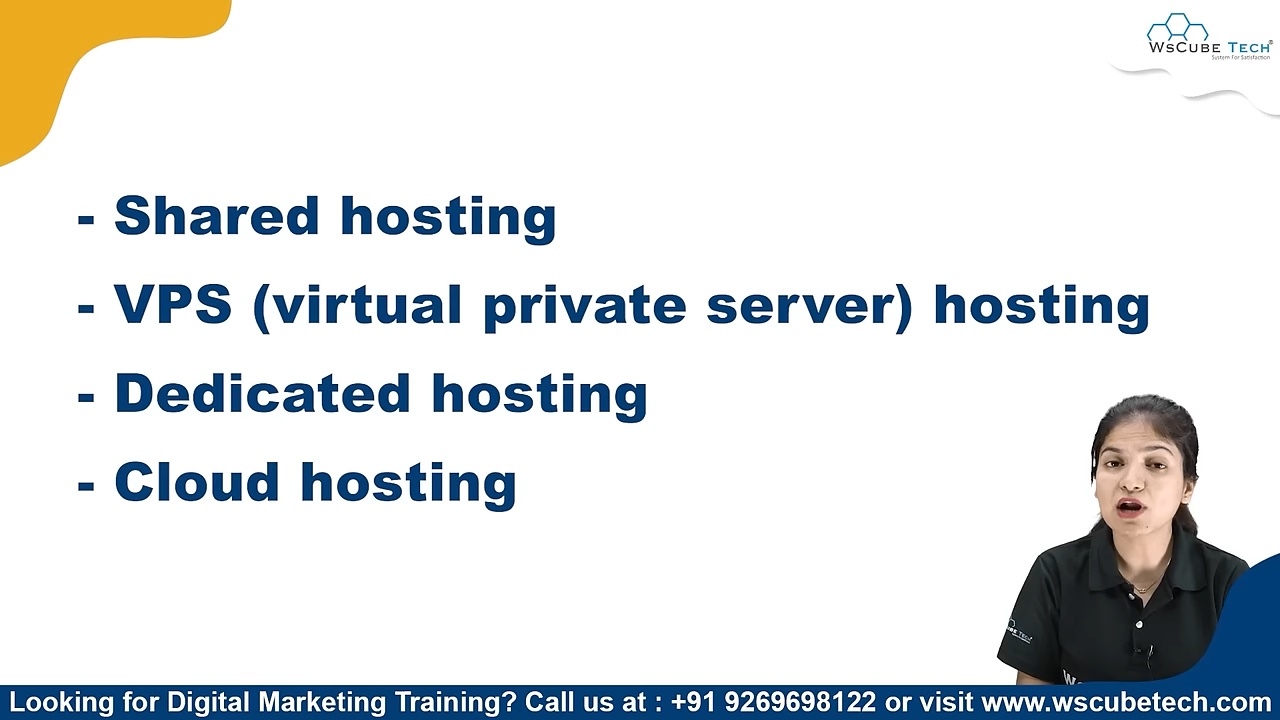 WSCUBE TECH®
System For Satisfaction
- Shared hosting
- VPS (virtual private server) hosting
- Dedicated hosting
- Cloud hosting
Looking for Digital Marketing Training? Call us at : +91 9269698122 or visit www.wscubetech.com